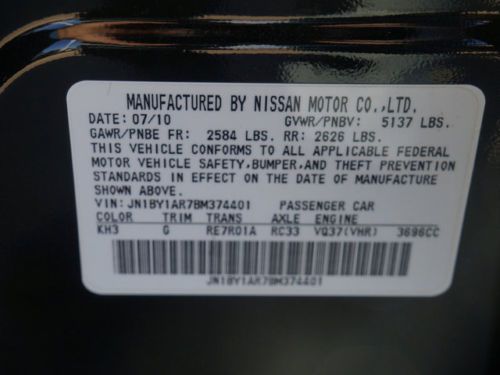 MANUFACTURED BY NISSAN MOTOR CO.,LTD.
DATE: 07/10 GVWR/PNBV: 5137 LBS.
GAWR/PNBE FR: 2584 LBS. RR: 2626 LBS.
THIS VEHICLE CONFORMS TO ALL APPLICABLE FEDERAL
MOTOR VEHICLE SAFETY,BUMPER,AND THEFT PREVENTION
STANDARDS IN EFFECT ON THE DATE OF MANUFACTURE
SHOWN ABOVE.
VIN: JN1BY1AR7BM374401 PASSENGER CAR
COLOR TRIM TRANS AXLE ENGINE
KH3 G RE7R01A RC33 VQ37(VHR) 3696CC
JN1BY1AR7BM374401